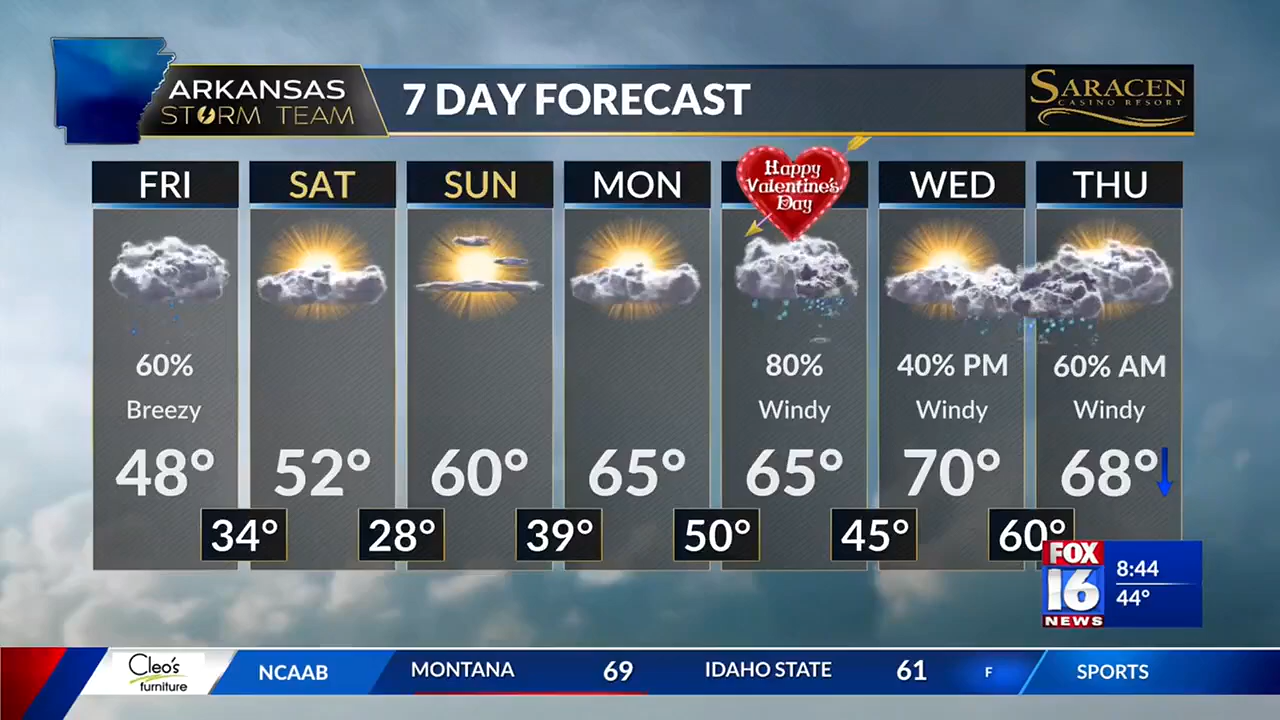 ARKANSAS
STORM TEAM
7 DAY FORECAST
SARACEN
CASINO RESORT
FRI
SAT
SUN
MON
Happy
Valentine's
Day
WED
THU
60%
80%
40% PM
60% AM
Breezy
Windy
Windy
Windy
48°
52°
60°
65°
65°
70°
68°
34°
28°
39°
50°
45°
60°
FOX
16
NEWS
8:44
44°
Cleo's
furniture
NCAAB
MONTANA 69 IDAHO STATE 61 F
SPORTS